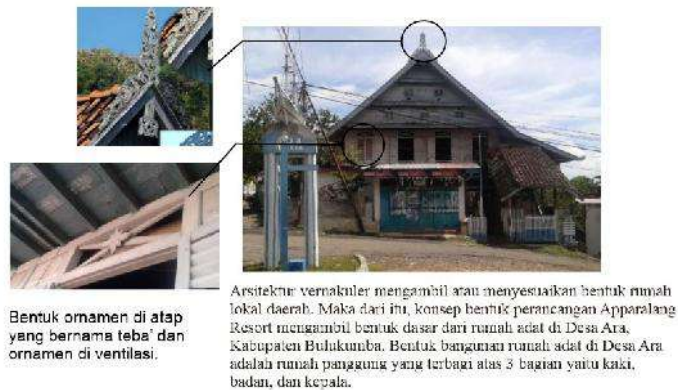 Arsitektur vernakuler mengambil atau menyesuaikan bentuk rumah
lokal daerah. Maka dari itu, konsep bentuk perancangan Apparalang
Resort mengambil bentuk dasar dari rumah adat di Desa Ara,
Kabupaten Bulukumba. Bentuk bangunan rumah adat di Desa Ara
adalah rumah panggung yang terbagi atas 3 bagian yaitu kaki,
badan, dan kepala.
Bentuk ornamen di atap
yang bernama teba' dan
ornamen di ventilasi.